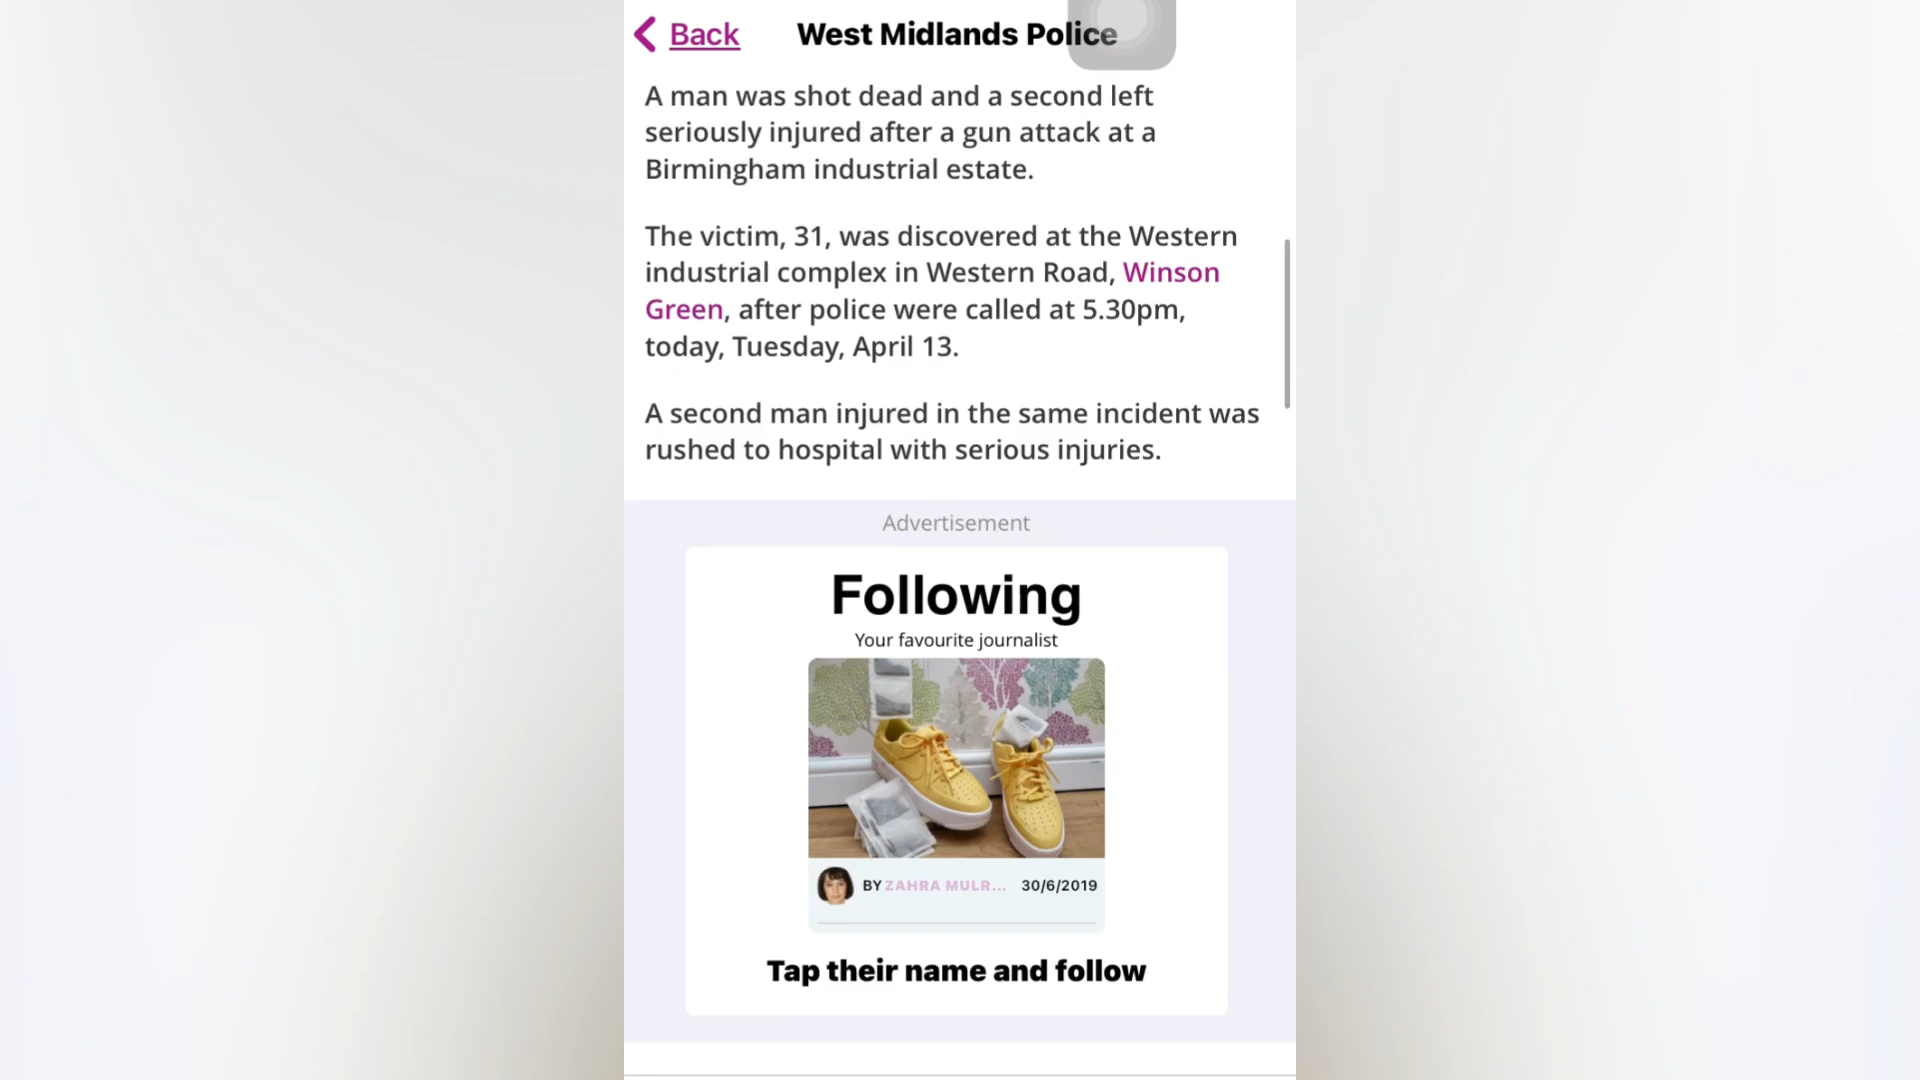 Back
West Midlands Police
A man was shot dead and a second left
seriously injured after a gun attack at a
Birmingham industrial estate.
The victim, 31, was discovered at the Western
industrial complex in Western Road, Winson
Green, after police were called at 5.30pm,
today, Tuesday, April 13.
A second man injured in the same incident was
rushed to hospital with serious injuries.
Advertisement
Following
Your favourite journalist
BY ZAHRA MULR... 30/6/2019
Tap their name and follow